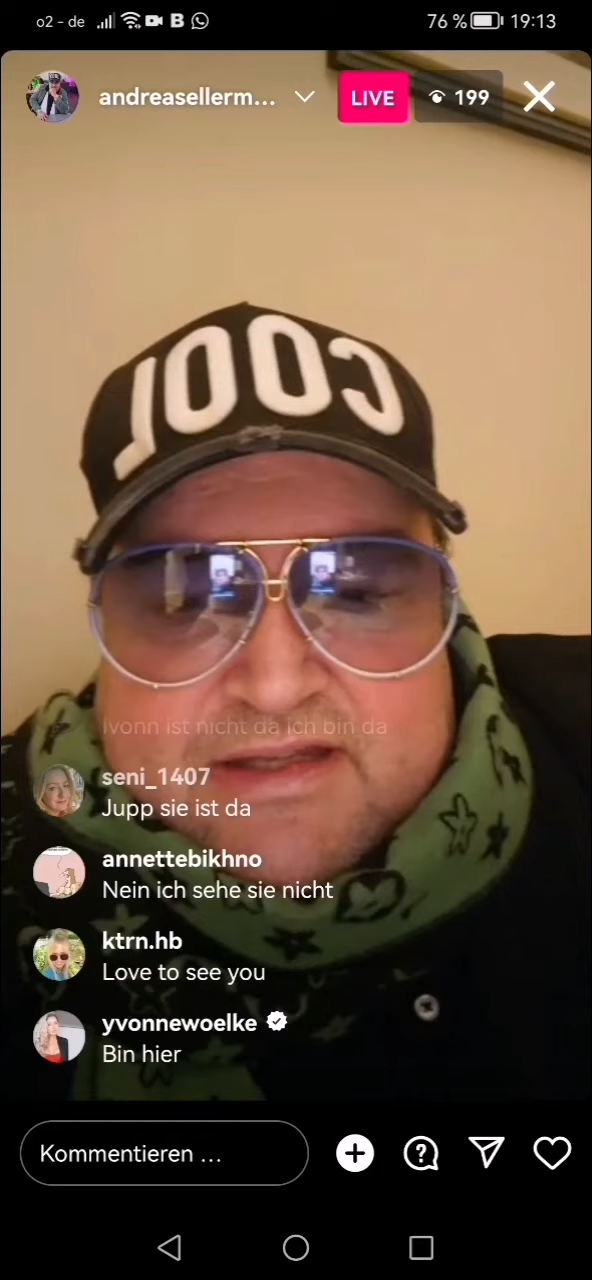 o2 - de
76 %
19:13
andreasellerm...
LIVE
199
COOL
ivonn ist nicht da ich bin da
seni_1407
Jupp sie ist da
annettebikhno
Nein ich sehe sie nicht
ktrn.hb
Love to see you
yvonnewoelke
Bin hier
Kommentieren ...